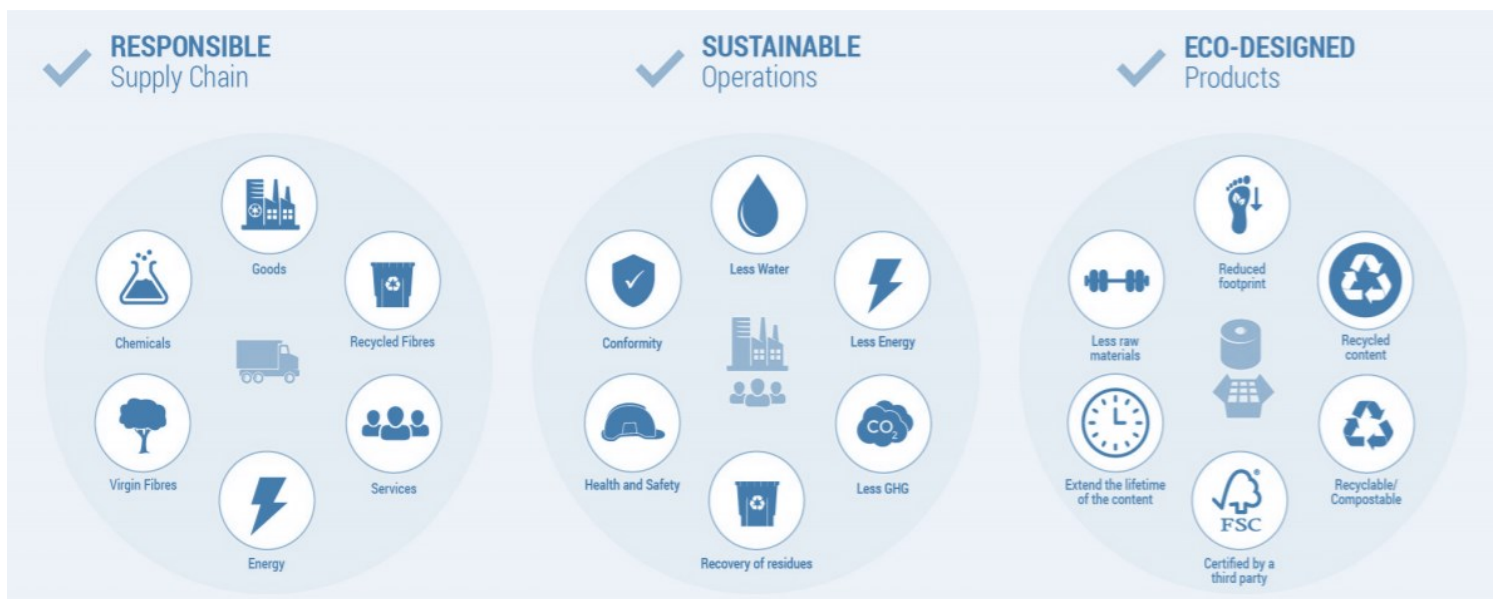 RESPONSIBLE
Supply Chain
Goods
Chemicals
Recycled Fibres
Virgin Fibres
Services
Energy
SUSTAINABLE
Operations
Less Water
Conformity
Less Energy
CO2
Health and Safety
Less GHG
Recovery of residues
ECO-DESIGNED
Products
Reduced
footprint
Less raw
materials
Recycled
content
Extend the lifetime
of the content
Recyclable/
Compostable
®
FSC
Certified by a
third party